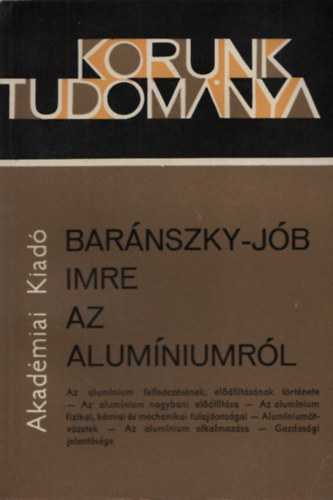 KORUNK
TUDOMÁNYA
Akadémiai Kiadó
BARÁNSZKY-JÓB
IMRE
AZ
ALUMÍNIUMRÓL
Az alumínium felfedezésének, előállításának története
— Az alumínium nagybani előállítása — Az alumínium
fizikai, kémiai és mechanikai tulajdonságai — Alumíniumöt-
vözetek — Az alumínium alkalmazása — Gazdasági
jelentősége